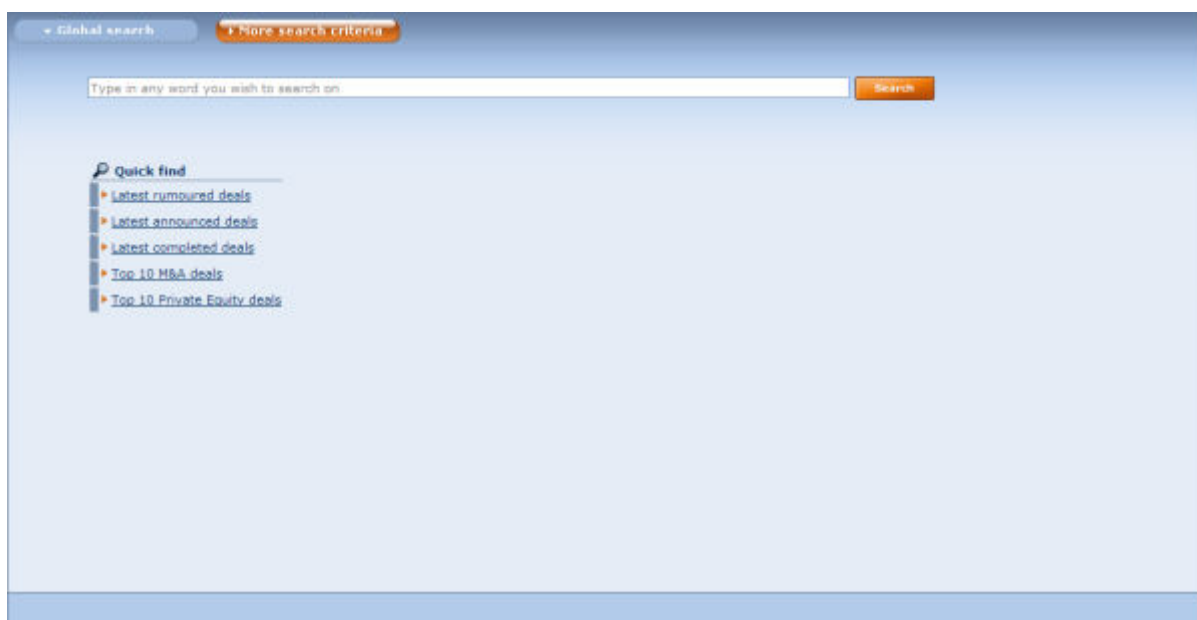 Global search
More search criteria
Type in any word you wish to search on
Search
Quick find
Latest rumoured deals
Latest announced deals
Latest completed deals
Top 10 M&A deals
Top 10 Private Equity deals